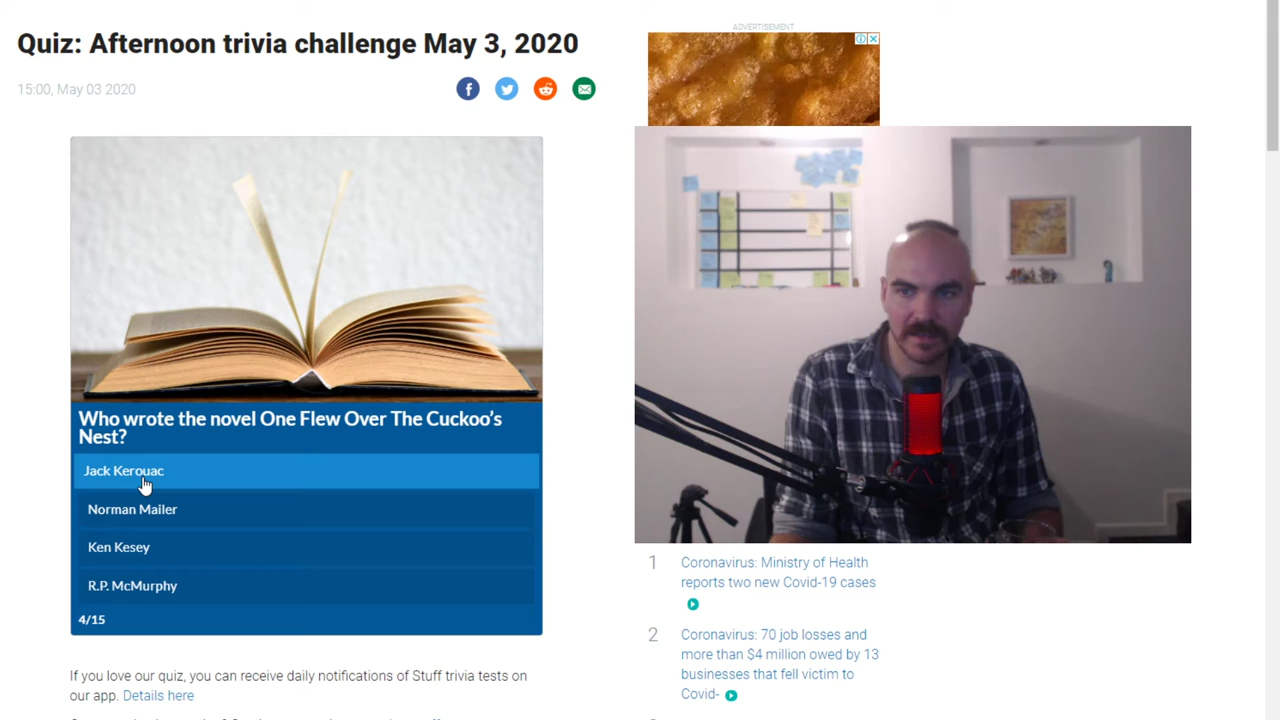 Quiz: Afternoon trivia challenge May 3, 2020
15:00, May 03 2020
ADVERTISEMENT
Who wrote the novel One Flew Over The Cuckoo’s
Nest?
Jack Kerouac
Norman Mailer
Ken Kesey
R.P. McMurphy
4/15
If you love our quiz, you can receive daily notifications of Stuff trivia tests on
our app. Details here
1
Coronavirus: Ministry of Health
reports two new Covid-19 cases
2
Coronavirus: 70 job losses and
more than $4 million owed by 13
businesses that fell victim to
Covid-